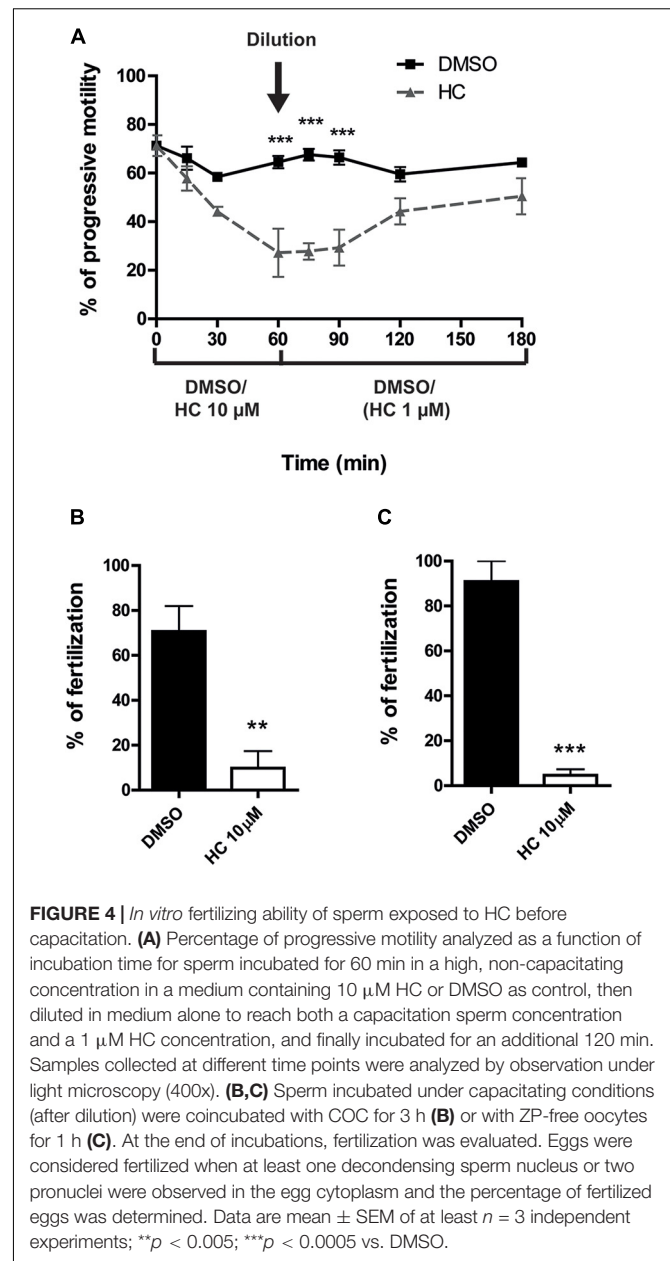 A
Dilution
DMSO
HC
***
***
***
% of progressive motility
100
80
60
40
20
0
0
30
60
90
120
150
180
DMSO/
HC 10 µM
DMSO/
(HC 1 µM)
Time (min)
B
% of fertilization
100
80
60
40
20
0
**
DMSO
HC 10µM
C
% of fertilization
100
80
60
40
20
0
***
DMSO
HC 10µM
FIGURE 4 | In vitro fertilizing ability of sperm exposed to HC before
capacitation. (A) Percentage of progressive motility analyzed as a function of
incubation time for sperm incubated for 60 min in a high, non-capacitating
concentration in a medium containing 10 µM HC or DMSO as control, then
diluted in medium alone to reach both a capacitation sperm concentration
and a 1 µM HC concentration, and finally incubated for an additional 120 min.
Samples collected at different time points were analyzed by observation under
light microscopy (400x). (B,C) Sperm incubated under capacitating conditions
(after dilution) were coincubated with COC for 3 h (B) or with ZP-free oocytes
for 1 h (C). At the end of incubations, fertilization was evaluated. Eggs were
considered fertilized when at least one decondensing sperm nucleus or two
pronuclei were observed in the egg cytoplasm and the percentage of fertilized
eggs was determined. Data are mean ± SEM of at least n = 3 independent
experiments; **p < 0.005; ***p < 0.0005 vs. DMSO.